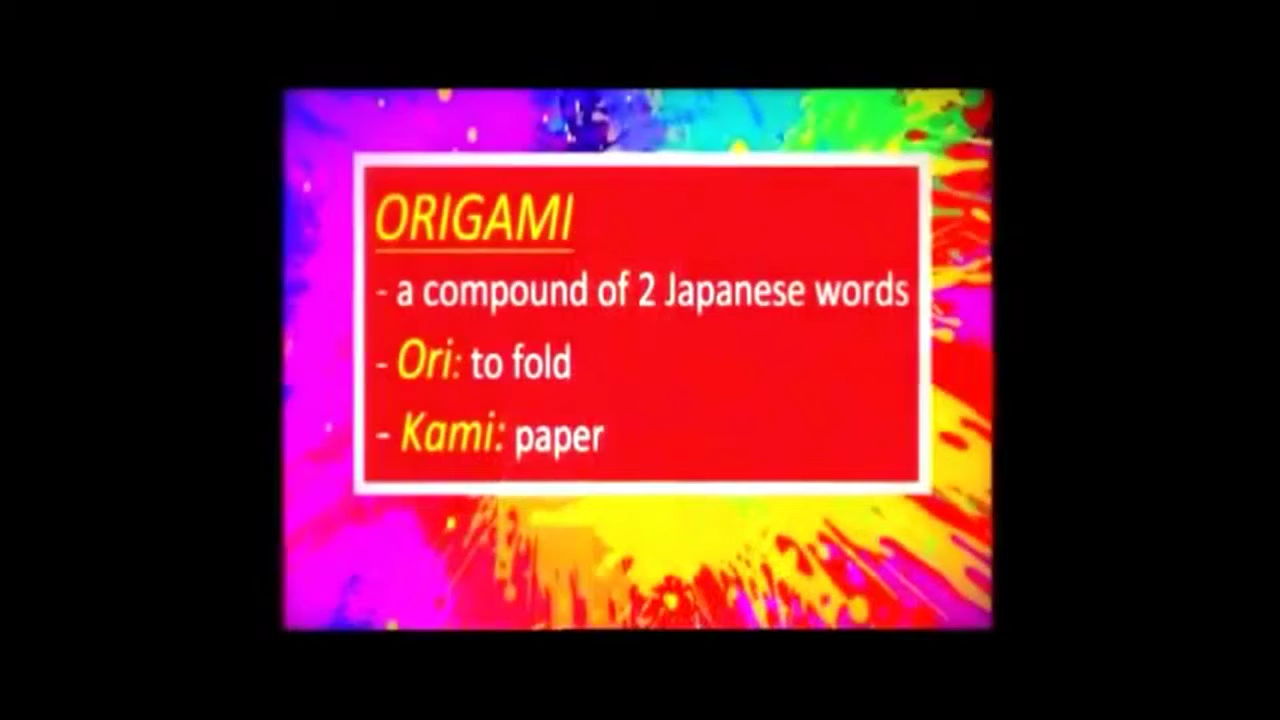 ORIGAMI
- a compound of 2 Japanese words
- Ori: to fold
- Kami: paper